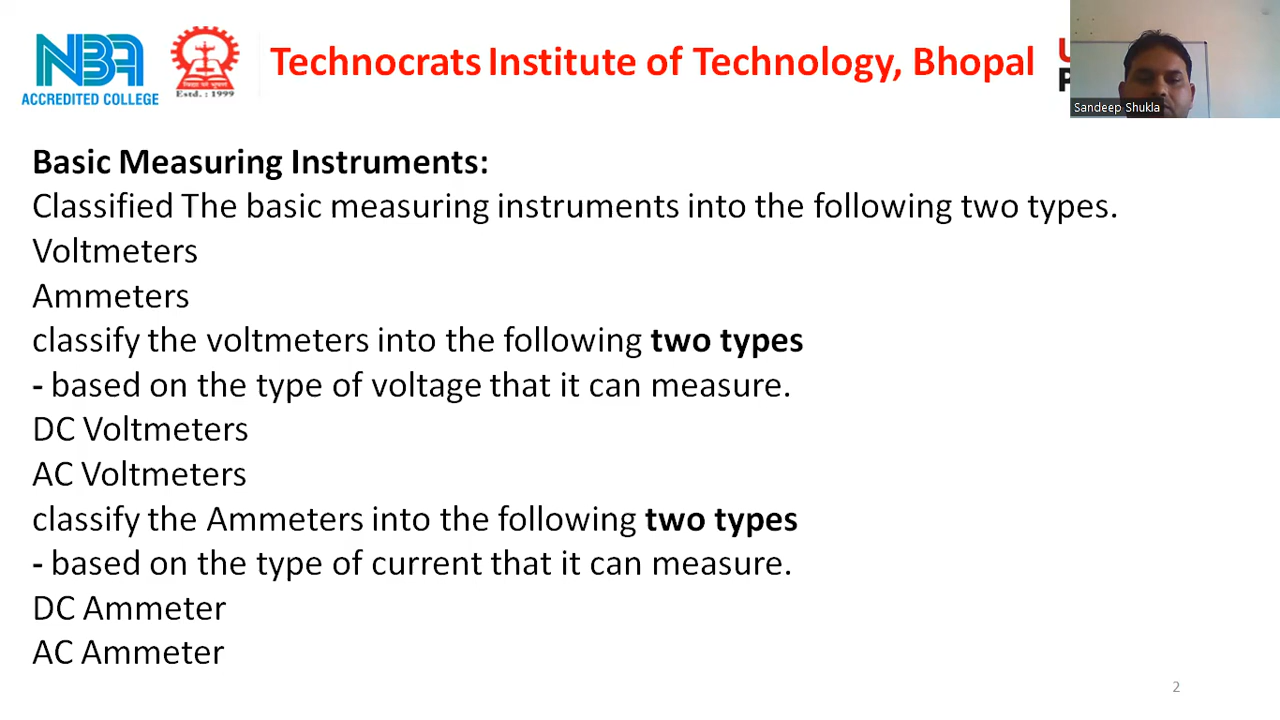 NBA
ACCREDITED COLLEGE
Estd. : 1999
Technocrats Institute of Technology, Bhopal
Sandeep Shukla
Basic Measuring Instruments:
Classified The basic measuring instruments into the following two types.
Voltmeters
Ammeters
classify the voltmeters into the following two types
- based on the type of voltage that it can measure.
DC Voltmeters
AC Voltmeters
classify the Ammeters into the following two types
- based on the type of current that it can measure.
DC Ammeter
AC Ammeter
2